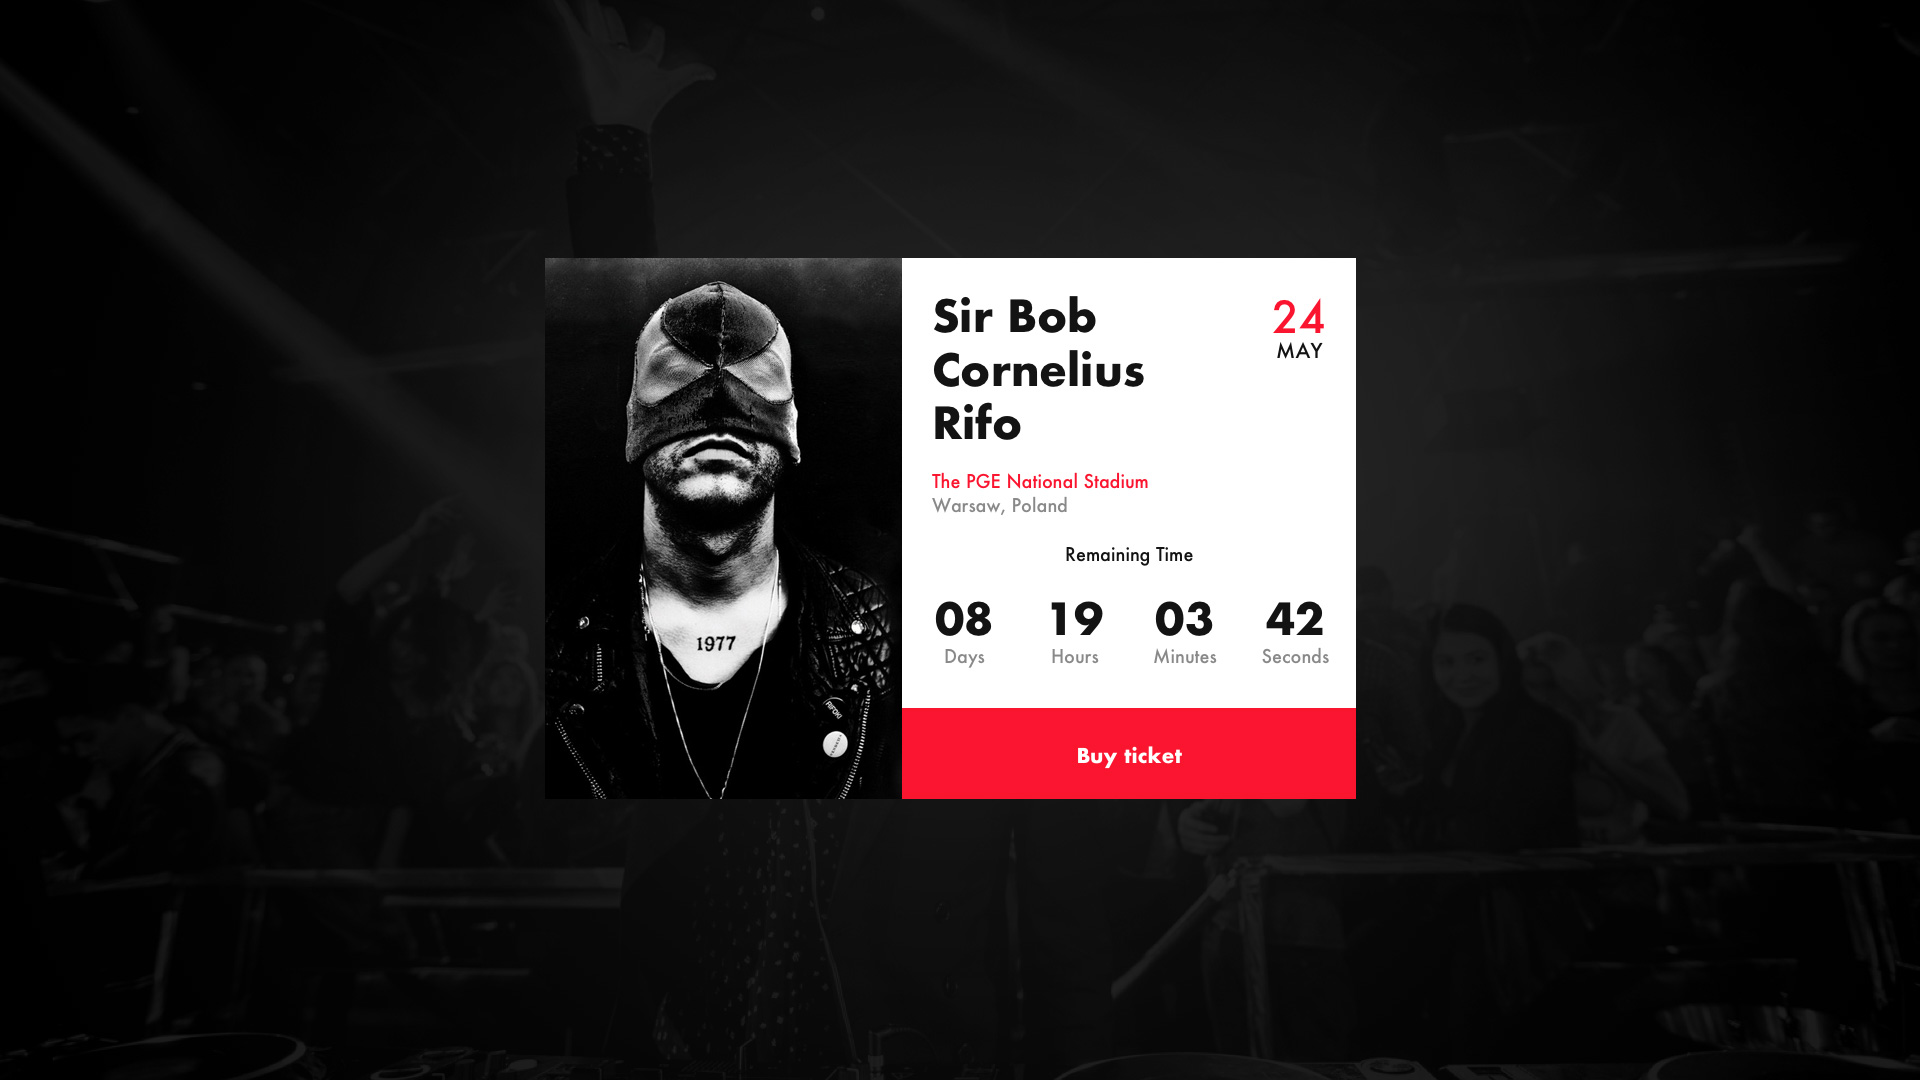 Sir Bob
Cornelius
Rifo
24
MAY
The PGE National Stadium
Warsaw, Poland
Remaining Time
08 19 03 42
Days Hours Minutes Seconds
Buy ticket
1977
RIFOKI